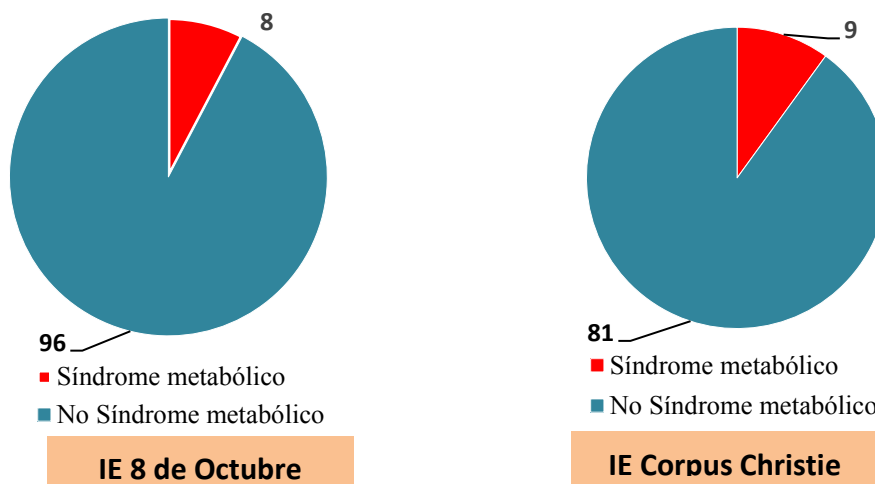 8
96
Síndrome metabólico
No Síndrome metabólico
IE 8 de Octubre
9
81
Síndrome metabólico
No Síndrome metabólico
IE Corpus Christie